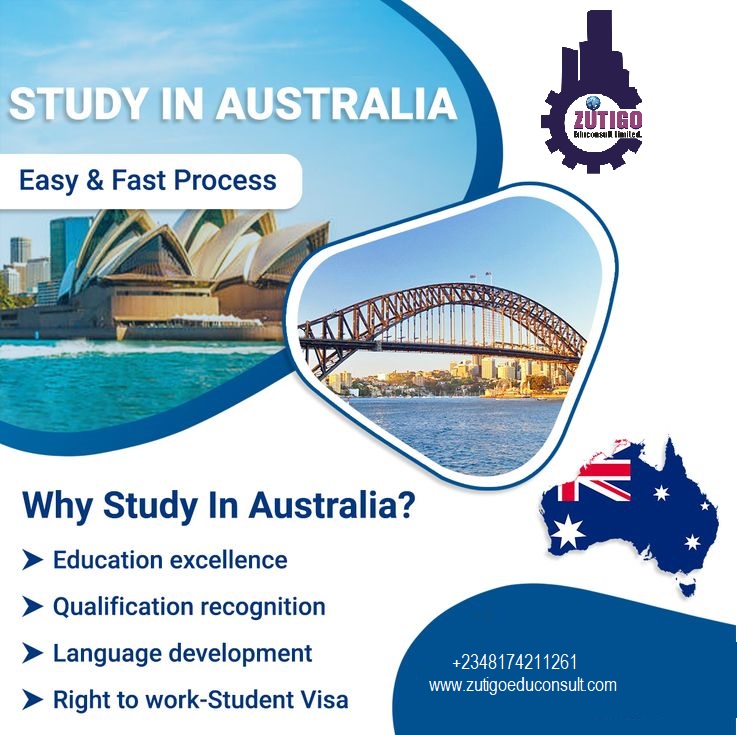 STUDY IN AUSTRALIA
Easy & Fast Process
ZUTIGO
Educonsult Limited.
Why Study In Australia?
Education excellence
Qualification recognition
Language development
Right to work-Student Visa
+2348174211261
www.zutigoeduconsult.com